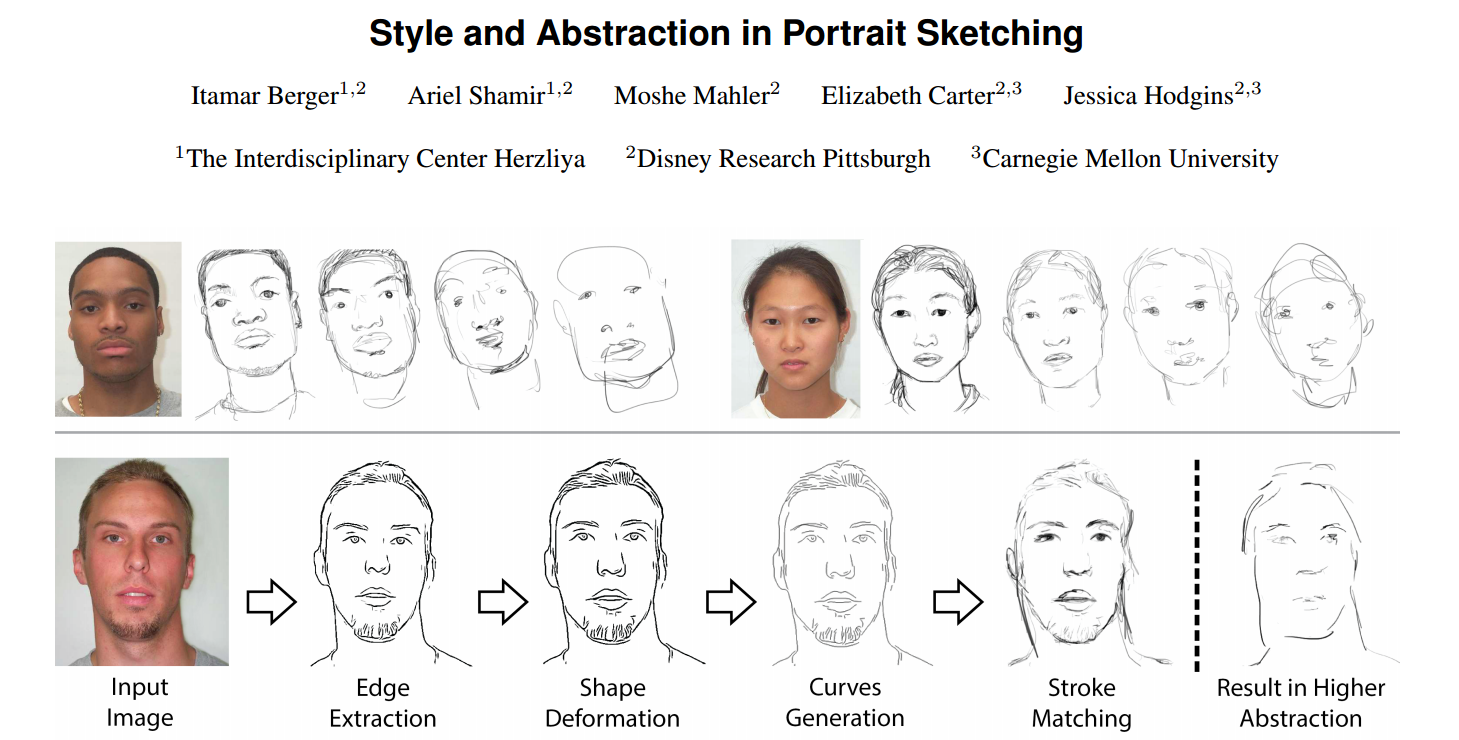 Style and Abstraction in Portrait Sketching
Itamar Berger1,2 Ariel Shamir1,2 Moshe Mahler2 Elizabeth Carter2,3 Jessica Hodgins2,3
1The Interdisciplinary Center Herzliya 2Disney Research Pittsburgh 3Carnegie Mellon University
Input Image
Edge Extraction
Shape Deformation
Curves Generation
Stroke Matching
Result in Higher Abstraction